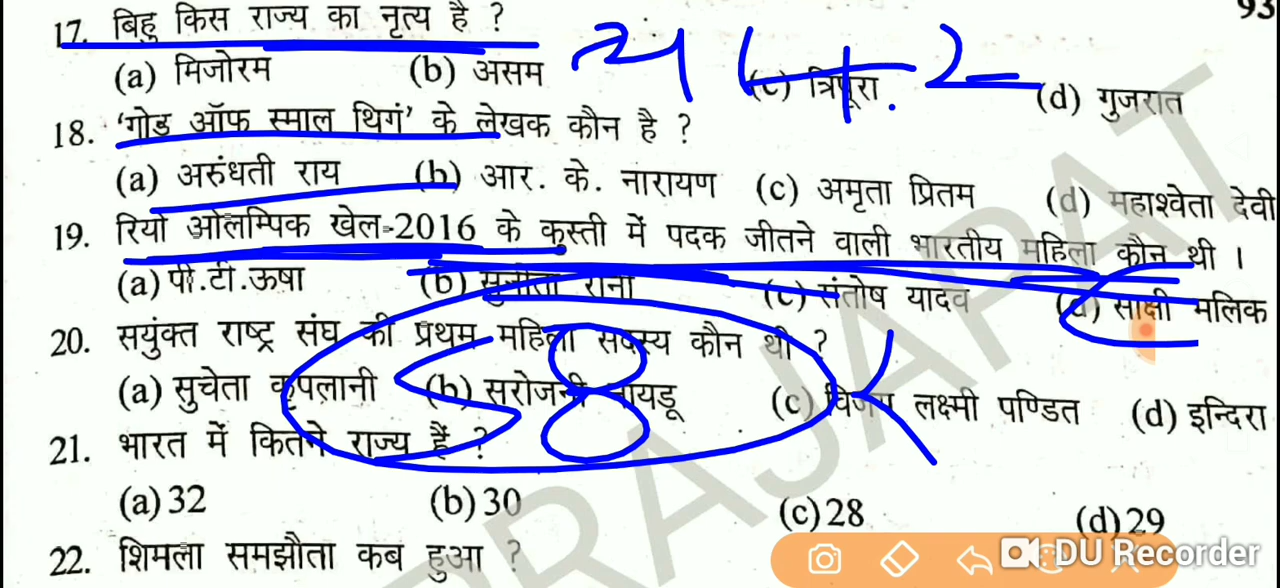 93
17. बिहु किस राज्य का नृत्य है ?
(a) मिजोरम (b) असम (c) त्रिपुरा (d) गुजरात
18. ‘गोड ऑफ स्माल थिगं’ के लेखक कौन है ?
(a) अरुंधती राय (b) आर. के. नारायण (c) अमृता प्रितम (d) महाश्वेता देवी
19. रियो ओलम्पिक खेल-2016 के कुस्ती में पदक जीतने वाली भारतीय महिला कौन थी ।
(a) पी.टी.ऊषा (b) सुनीता रानी (c) संतोष यादव (d) साक्षी मलिक
20. सयुंक्त राष्ट्र संघ की प्रथम महिला सदस्य कौन थी ?
(a) सुचेता कृपलानी (b) सरोजनी नायडू (c) विजय लक्ष्मी पण्डित (d) इन्दिरा
21. भारत में कितने राज्य हैं ?
(a) 32 (b) 30 (c) 28 (d) 29
22. शिमला समझौता कब हुआ ?
PRAJAPAT
DU Recorder